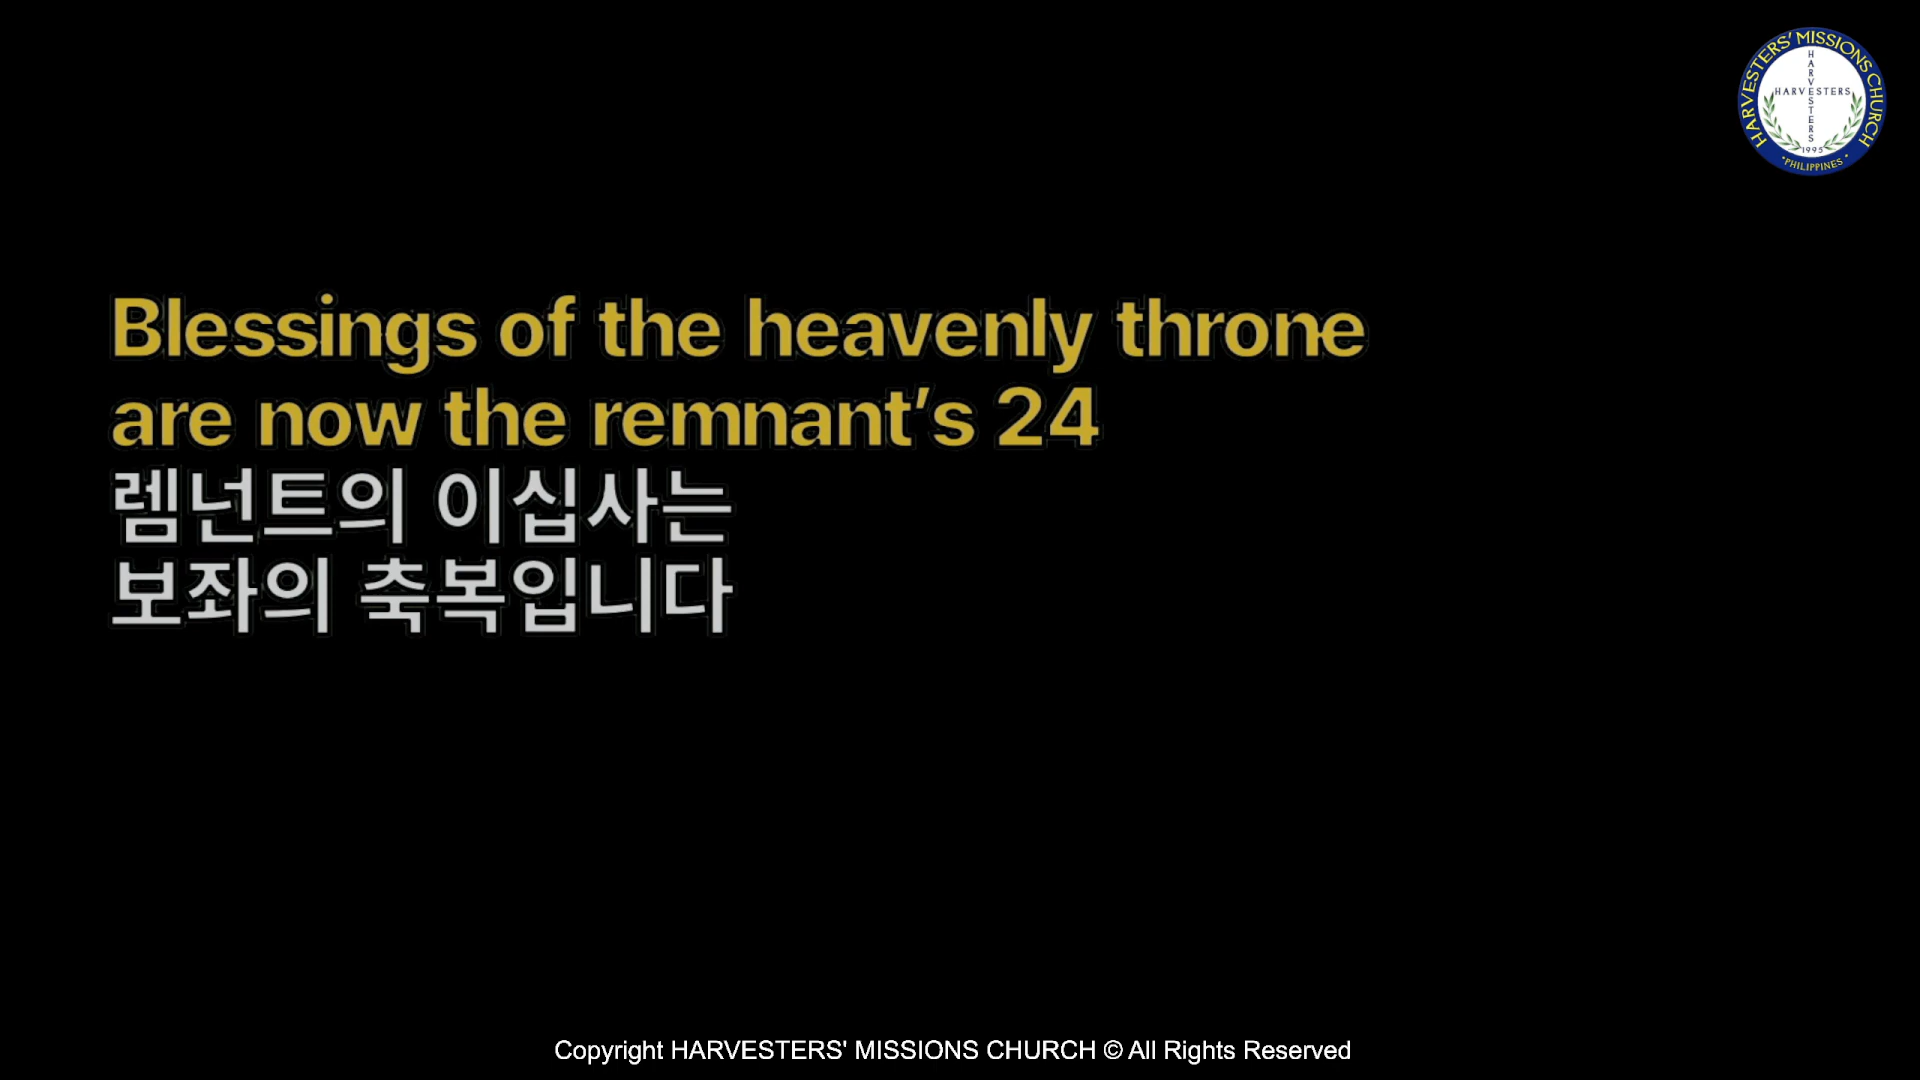 HARVESTERS' MISSIONS CHURCH
HARVESTERS
HARVESTERS
1995
•PHILIPPINES•
Blessings of the heavenly throne
are now the remnant’s 24
렘넌트의 이십사는
보좌의 축복입니다
Copyright HARVESTERS' MISSIONS CHURCH © All Rights Reserved